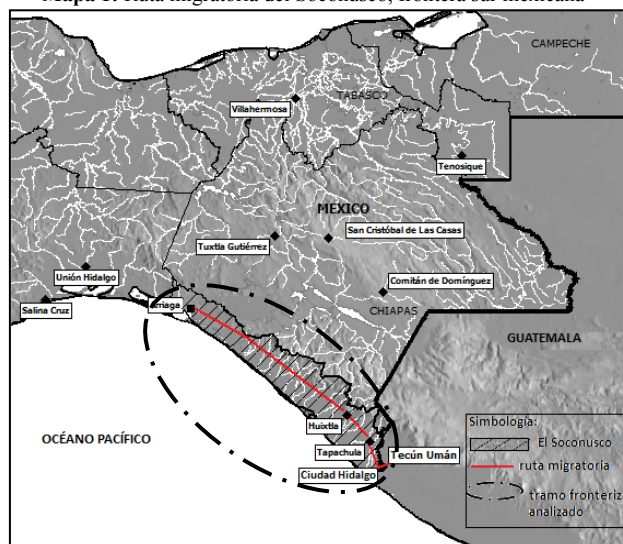 Mapa 1. Ruta migratoria del Soconusco, frontera sur mexicana
CAMPECHE
TABASCO
Villahermosa
Tenosique
MEXICO
San Cristóbal de Las Casas
Tuxtla Gutiérrez
Unión Hidalgo
Comitán de Domínguez
Salina Cruz
Arriaga
CHIAPAS
GUATEMALA
OCÉANO PACÍFICO
Huixtla
Tapachula
Tecún Umán
Ciudad Hidalgo
Simbología:
El Soconusco
ruta migratoria
tramo fronteriz
analizado